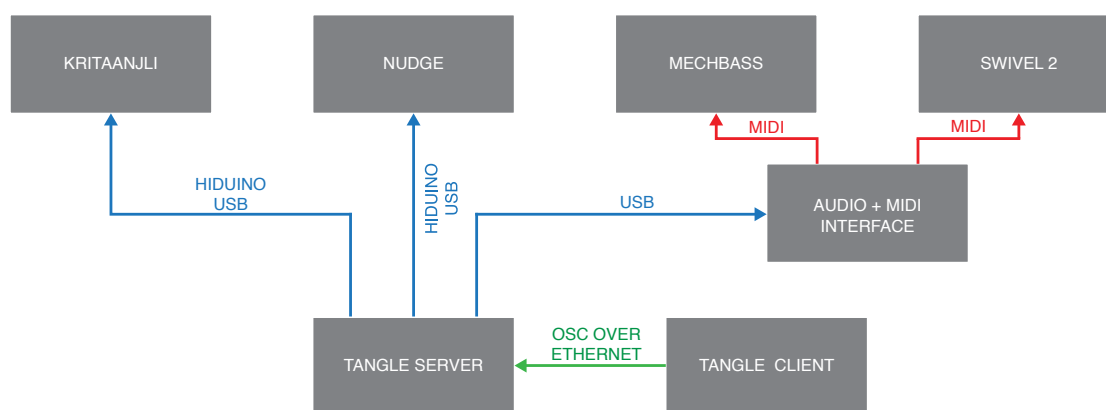 KRITAANJLI
NUDGE
MECHBASS
SWIVEL 2
MIDI
MIDI
HIDUINO
USB
HIDUINO
USB
USB
AUDIO + MIDI
INTERFACE
OSC OVER
ETHERNET
TANGLE SERVER
TANGLE CLIENT